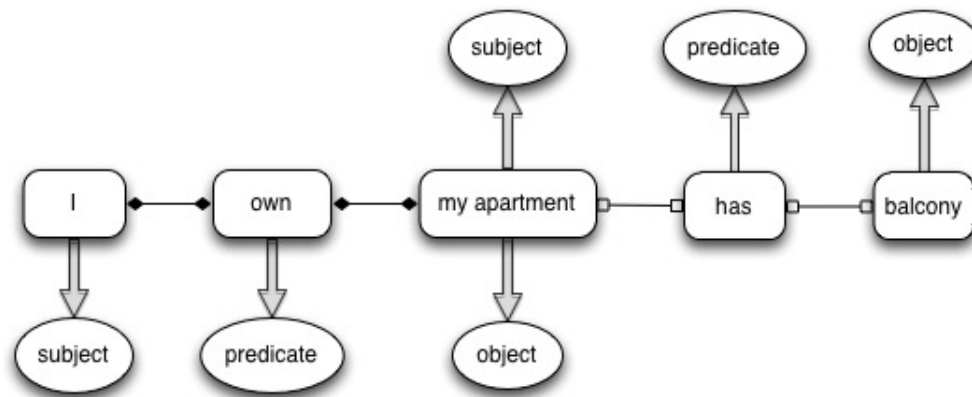 subject
predicate
object
I
own
my apartment
has
balcony
subject
predicate
object